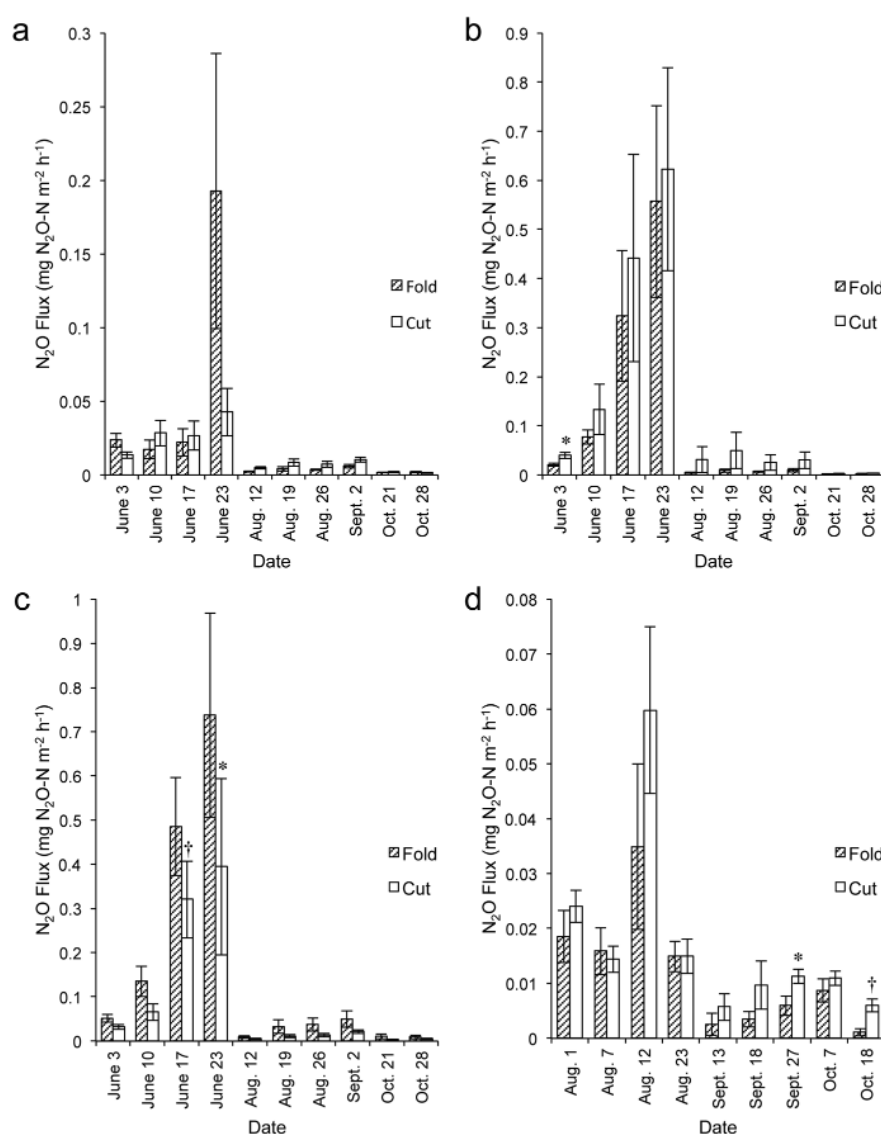 a
N₂O Flux (mg N₂O-N m⁻² h⁻¹)
0.3
0.25
0.2
0.15
0.1
0.05
0
Fold
Cut
June 3
June 10
June 17
June 23
Aug. 12
Aug. 19
Aug. 26
Sept. 2
Oct. 21
Oct. 28
Date
b
N₂O Flux (mg N₂O-N m⁻² h⁻¹)
0.9
0.8
0.7
0.6
0.5
0.4
0.3
0.2
0.1
0
*
Fold
Cut
June 3
June 10
June 17
June 23
Aug. 12
Aug. 19
Aug. 26
Sept. 2
Oct. 21
Oct. 28
Date
c
N₂O Flux (mg N₂O-N m⁻² h⁻¹)
1
0.9
0.8
0.7
0.6
0.5
0.4
0.3
0.2
0.1
0
†
*
Fold
Cut
June 3
June 10
June 17
June 23
Aug. 12
Aug. 19
Aug. 26
Sept. 2
Oct. 21
Oct. 28
Date
d
N₂O Flux (mg N₂O-N m⁻² h⁻¹)
0.08
0.07
0.06
0.05
0.04
0.03
0.02
0.01
0
*
†
Fold
Cut
Aug. 1
Aug. 7
Aug. 12
Aug. 23
Sept. 13
Sept. 18
Sept. 27
Oct. 7
Oct. 18
Date